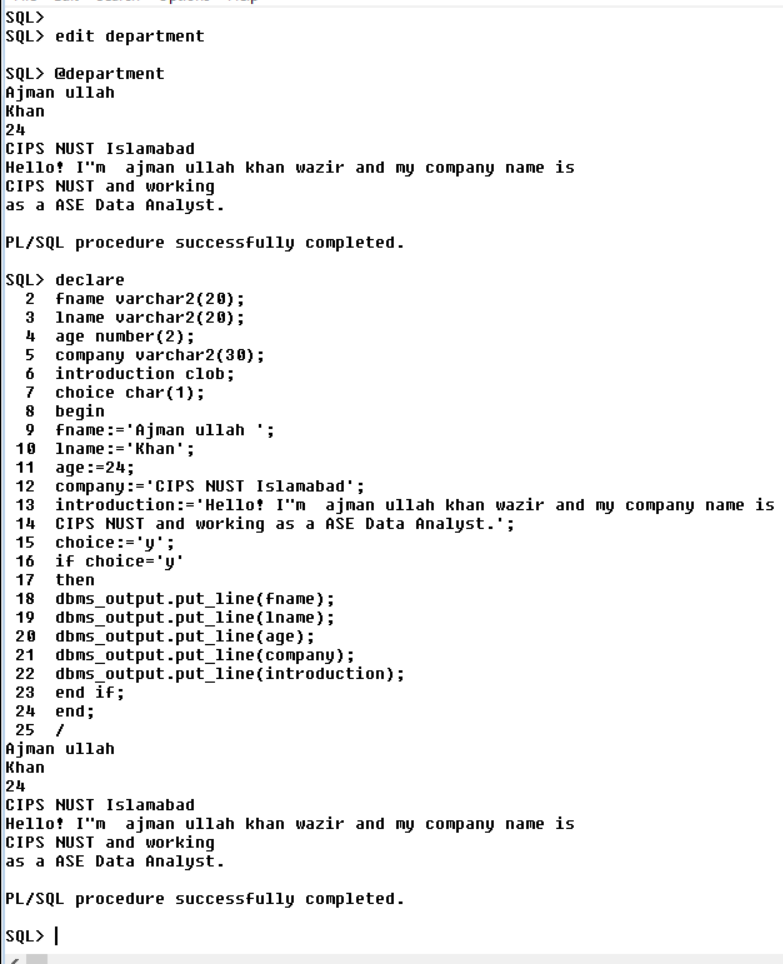 SQL>
SQL> edit department
SQL> @department
Ajman ullah
Khan
24
CIPS NUST Islamabad
Hello! I"m  ajman ullah khan wazir and my company name is
CIPS NUST and working
as a ASE Data Analyst.
PL/SQL procedure successfully completed.
SQL> declare
2  fname varchar2(20);
3  lname varchar2(20);
4  age number(2);
5  company varchar2(30);
6  introduction clob;
7  choice char(1);
8  begin
9  fname:='Ajman ullah ';
10  lname:='Khan';
11  age:=24;
12  company:='CIPS NUST Islamabad';
13  introduction:='Hello! I"m  ajman ullah khan wazir and my company name is
14  CIPS NUST and working as a ASE Data Analyst.';
15  choice:='y';
16  if choice='y'
17  then
18  dbms_output.put_line(fname);
19  dbms_output.put_line(lname);
20  dbms_output.put_line(age);
21  dbms_output.put_line(company);
22  dbms_output.put_line(introduction);
23  end if;
24  end;
25  /
Ajman ullah
Khan
24
CIPS NUST Islamabad
Hello! I"m  ajman ullah khan wazir and my company name is
CIPS NUST and working
as a ASE Data Analyst.
PL/SQL procedure successfully completed.
SQL>